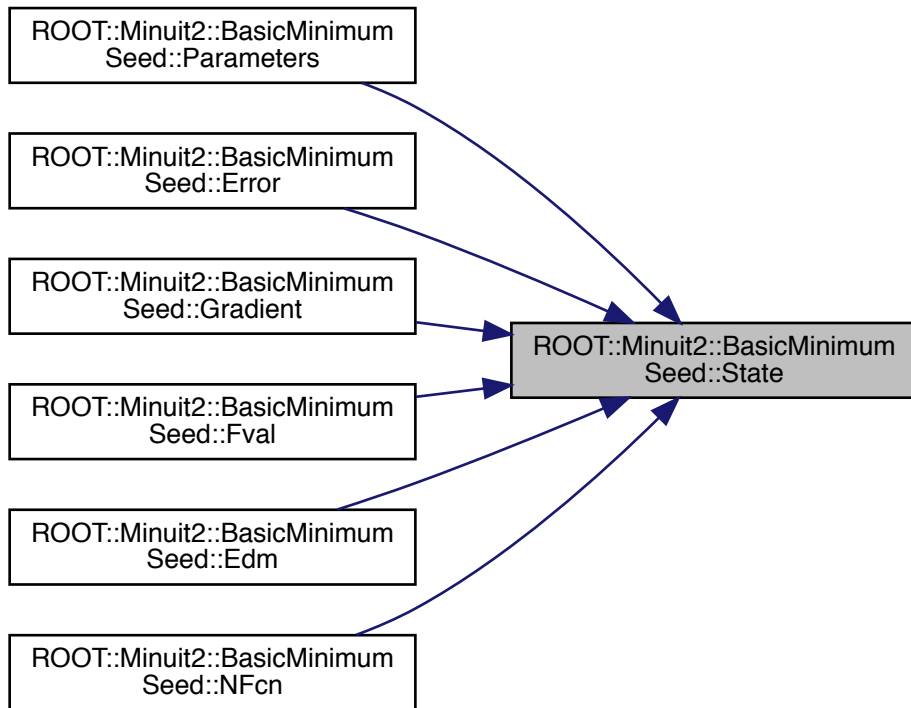 ROOT::Minuit2::BasicMinimum
Seed::Parameters
ROOT::Minuit2::BasicMinimum
Seed::Error
ROOT::Minuit2::BasicMinimum
Seed::Gradient
ROOT::Minuit2::BasicMinimum
Seed::State
ROOT::Minuit2::BasicMinimum
Seed::Fval
ROOT::Minuit2::BasicMinimum
Seed::Edm
ROOT::Minuit2::BasicMinimum
Seed::NFcn